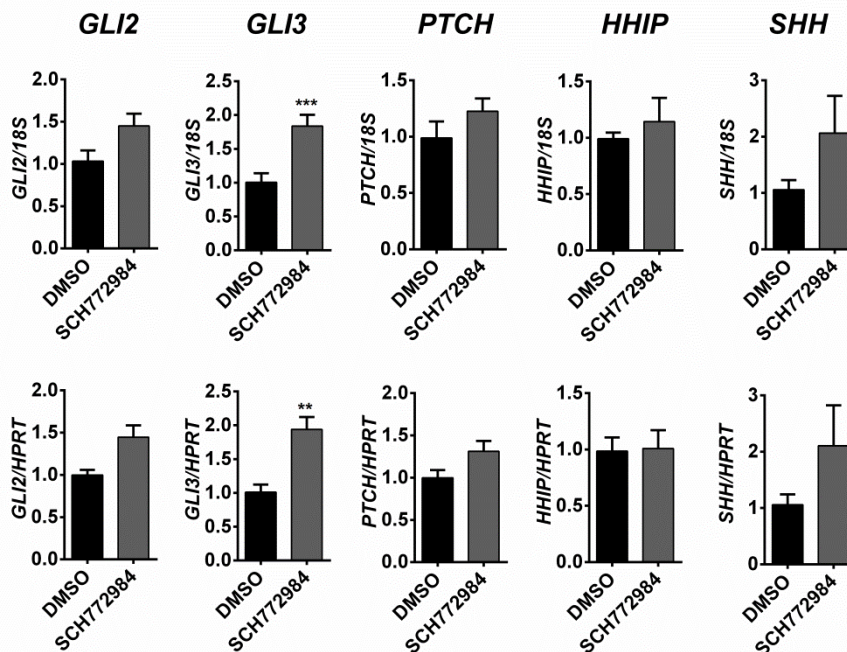 GLI2 GLI3 PTCH HHIP SHH
GLI2/18S
2.0
1.5
1.0
0.5
0.0
DMSO
SCH772984
GLI3/18S
2.5
2.0
1.5
1.0
0.5
0.0
***
DMSO
SCH772984
PTCH/18S
1.5
1.0
0.5
0.0
DMSO
SCH772984
HHIP/18S
1.5
1.0
0.5
0.0
DMSO
SCH772984
SHH/18S
3
2
1
0
DMSO
SCH772984
GLI2/HPRT
2.0
1.5
1.0
0.5
0.0
DMSO
SCH772984
GLI3/HPRT
2.5
2.0
1.5
1.0
0.5
0.0
**
DMSO
SCH772984
PTCH/HPRT
2.0
1.5
1.0
0.5
0.0
DMSO
SCH772984
HHIP/HPRT
1.5
1.0
0.5
0.0
DMSO
SCH772984
SHH/HPRT
3
2
1
0
DMSO
SCH772984